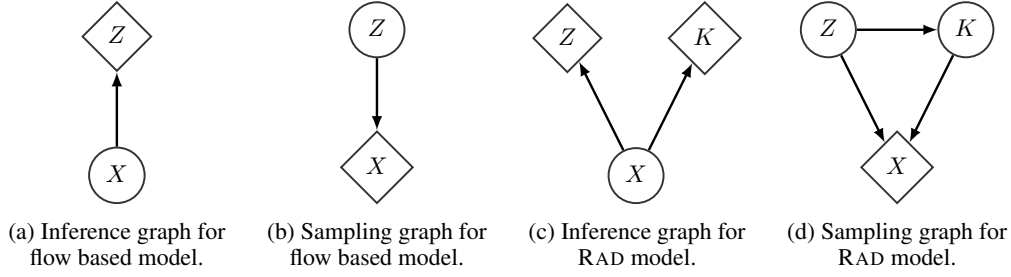 Z
X
Z
X
Z
K
X
Z
K
X
(a) Inference graph for
flow based model.
(b) Sampling graph for
flow based model.
(c) Inference graph for
RAD model.
(d) Sampling graph for
RAD model.